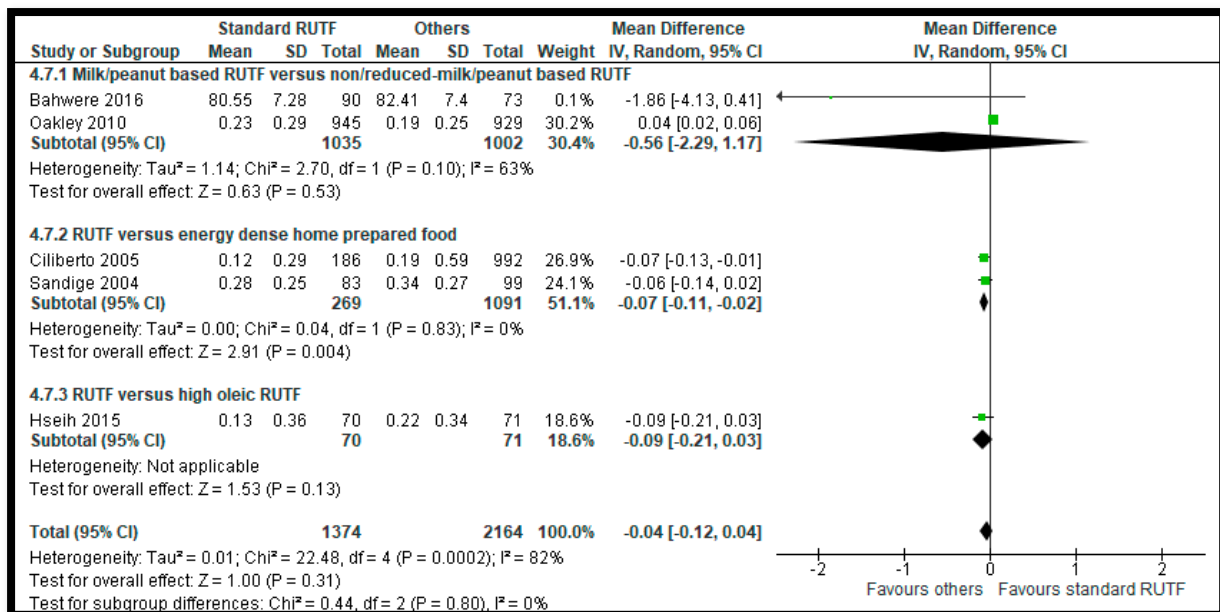 Standard RUTF Others Mean Difference Mean Difference
Study or Subgroup Mean SD Total Mean SD Total Weight IV, Random, 95% CI IV, Random, 95% CI
4.7.1 Milk/peanut based RUTF versus non/reduced-milk/peanut based RUTF
Bahwere 2016 80.55 7.28 90 82.41 7.4 73 0.1% -1.86 [-4.13, 0.41]
Oakley 2010 0.23 0.29 945 0.19 0.25 929 30.2% 0.04 [0.02, 0.06]
Subtotal (95% CI) 1035 1002 30.4% -0.56 [-2.29, 1.17]
Heterogeneity: Tau² = 1.14; Chi² = 2.70, df = 1 (P = 0.10); I² = 63%
Test for overall effect: Z = 0.63 (P = 0.53)
4.7.2 RUTF versus energy dense home prepared food
Ciliberto 2005 0.12 0.29 186 0.19 0.59 992 26.9% -0.07 [-0.13, -0.01]
Sandige 2004 0.28 0.25 83 0.34 0.27 99 24.1% -0.06 [-0.14, 0.02]
Subtotal (95% CI) 269 1091 51.1% -0.07 [-0.11, -0.02]
Heterogeneity: Tau² = 0.00; Chi² = 0.04, df = 1 (P = 0.83); I² = 0%
Test for overall effect: Z = 2.91 (P = 0.004)
4.7.3 RUTF versus high oleic RUTF
Hseih 2015 0.13 0.36 70 0.22 0.34 71 18.6% -0.09 [-0.21, 0.03]
Subtotal (95% CI) 70 71 18.6% -0.09 [-0.21, 0.03]
Heterogeneity: Not applicable
Test for overall effect: Z = 1.53 (P = 0.13)
Total (95% CI) 1374 2164 100.0% -0.04 [-0.12, 0.04]
Heterogeneity: Tau² = 0.01; Chi² = 22.48, df = 4 (P = 0.0002); I² = 82%
Test for overall effect: Z = 1.00 (P = 0.31)
Test for subgroup differences: Chi² = 0.44, df = 2 (P = 0.80), I² = 0%
-2 -1 0 1 2
Favours others Favours standard RUTF